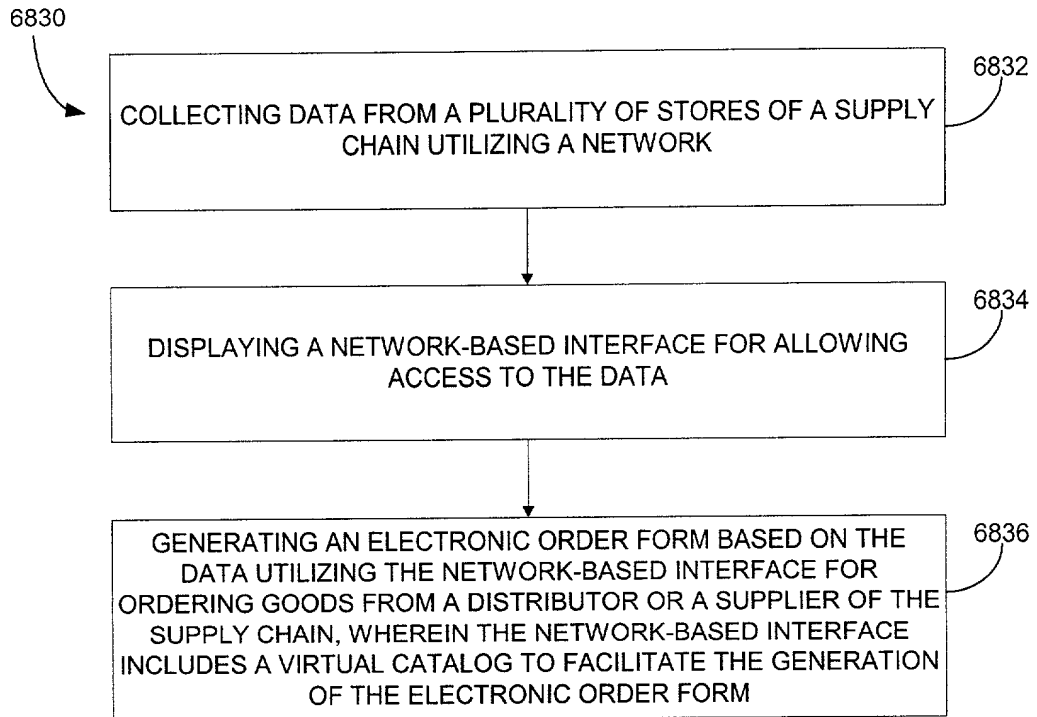 6830
6832
COLLECTING DATA FROM A PLURALITY OF STORES OF A SUPPLY
CHAIN UTILIZING A NETWORK
6834
DISPLAYING A NETWORK-BASED INTERFACE FOR ALLOWING
ACCESS TO THE DATA
6836
GENERATING AN ELECTRONIC ORDER FORM BASED ON THE
DATA UTILIZING THE NETWORK-BASED INTERFACE FOR
ORDERING GOODS FROM A DISTRIBUTOR OR A SUPPLIER OF THE
SUPPLY CHAIN, WHEREIN THE NETWORK-BASED INTERFACE
INCLUDES A VIRTUAL CATALOG TO FACILITATE THE GENERATION
OF THE ELECTRONIC ORDER FORM